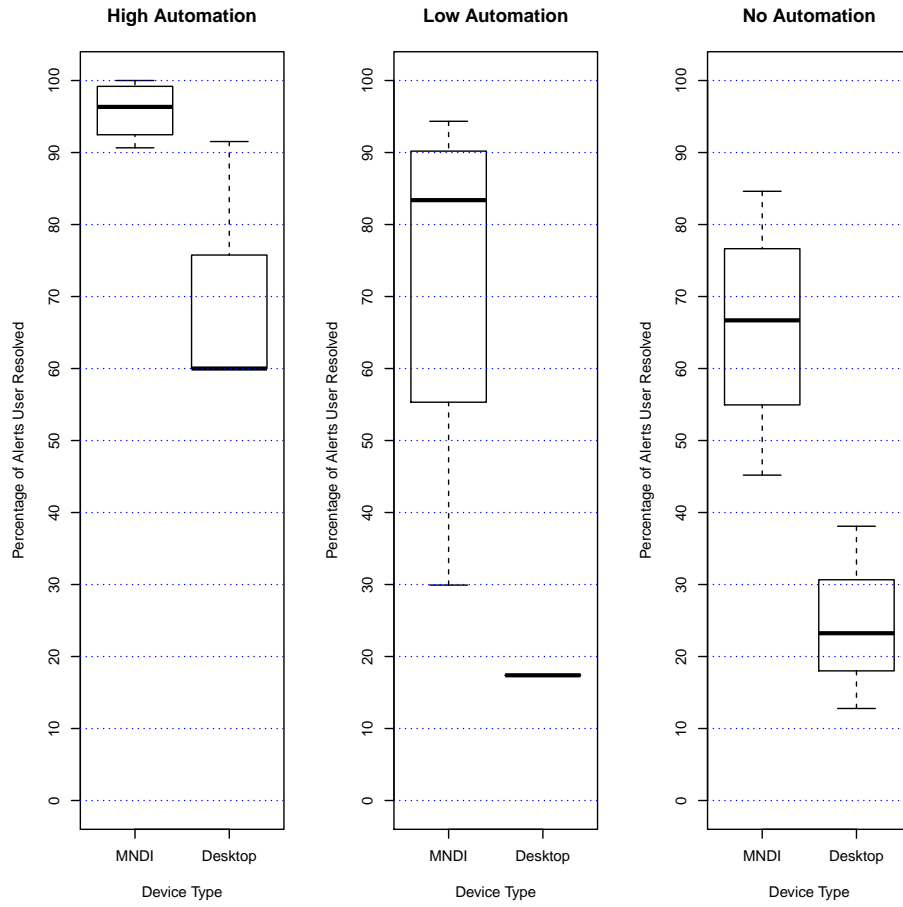 High Automation
Percentage of Alerts User Resolved
100
90
80
70
60
50
40
30
20
10
0
MNDI Desktop
Device Type
Low Automation
Percentage of Alerts User Resolved
100
90
80
70
60
50
40
30
20
10
0
MNDI Desktop
Device Type
No Automation
Percentage of Alerts User Resolved
100
90
80
70
60
50
40
30
20
10
0
MNDI Desktop
Device Type